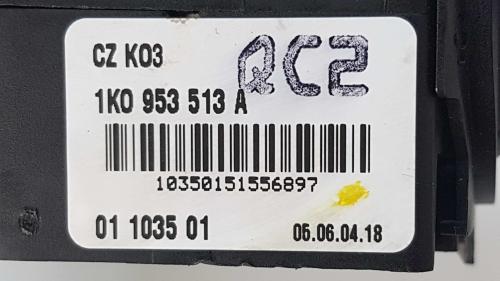 CZ K03 QC2
1K0 953 513 A
10350151556897
01 1035 01 05.06.04.18